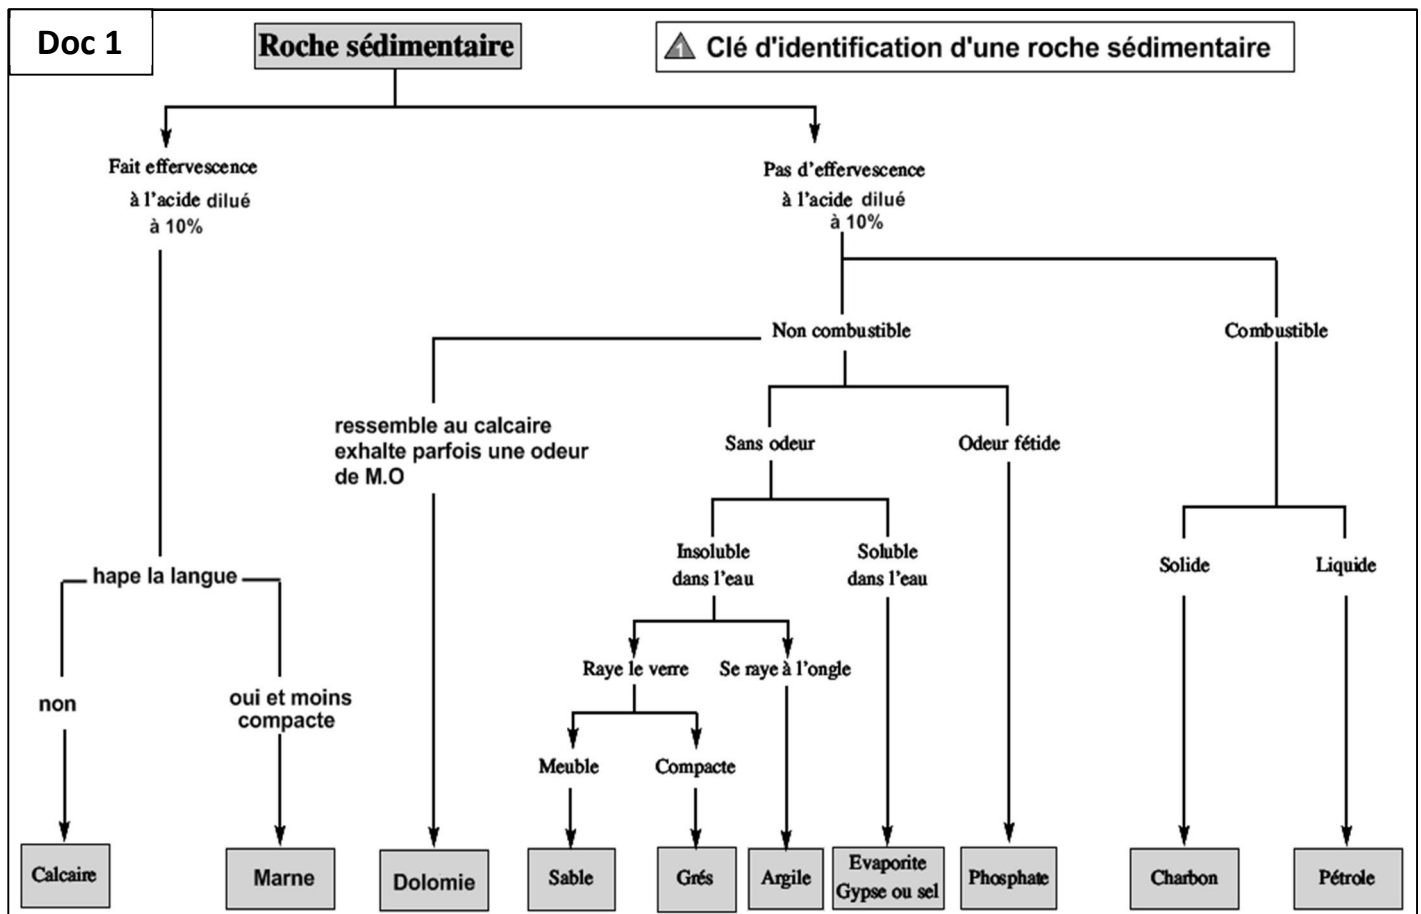 Doc 1
Roche sédimentaire
1 Clé d'identification d'une roche sédimentaire
Fait effervescence
à l'acide dilué
à 10%
Pas d'effervescence
à l'acide dilué
à 10%
Non combustible
Combustible
ressemble au calcaire
exhalte parfois une odeur
de M.O
Sans odeur
Odeur fétide
Insoluble
dans l'eau
Soluble
dans l'eau
Solide
Liquide
hape la langue
Raye le verre
Se raye à l'ongle
non
oui et moins
compacte
Meuble
Compacte
Calcaire
Marne
Dolomie
Sable
Grés
Argile
Evaporite
Gypse ou sel
Phosphate
Charbon
Pétrole